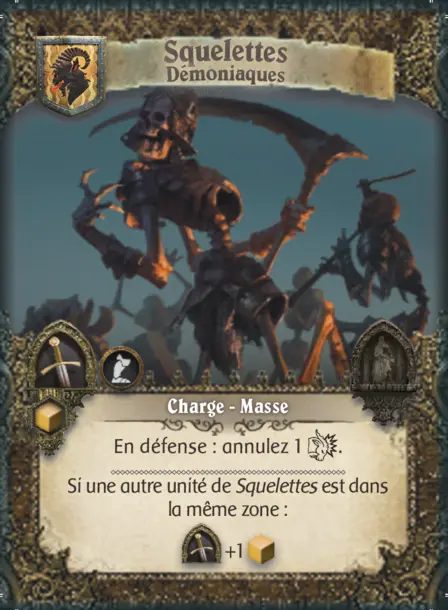 Squelettes
Démoniaques
Charge - Masse
En défense : annulez 1 .
Si une autre unité de Squelettes est dans
la même zone :
+1